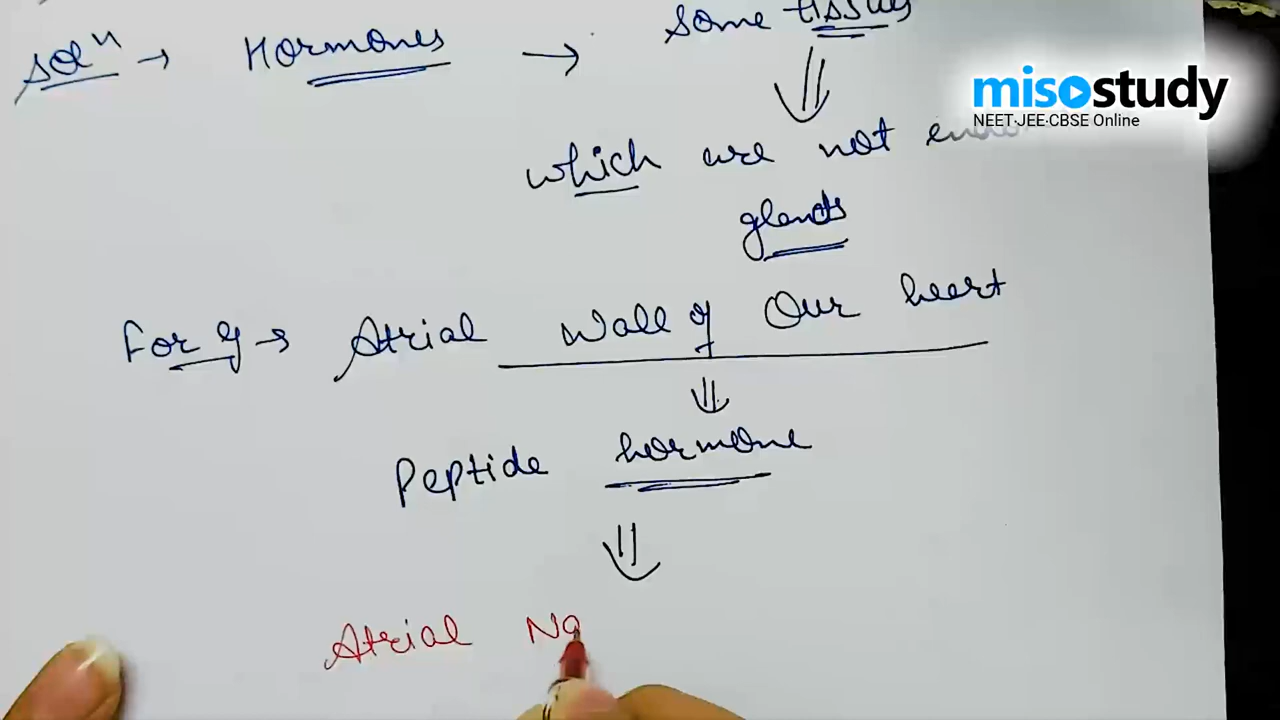 Solⁿ → Hormones → Some tissues
which are not
glands
misostudy
NEET·JEE·CBSE Online
For eg → Atrial Wall of Our heart
Peptide hormone
Atrial Na